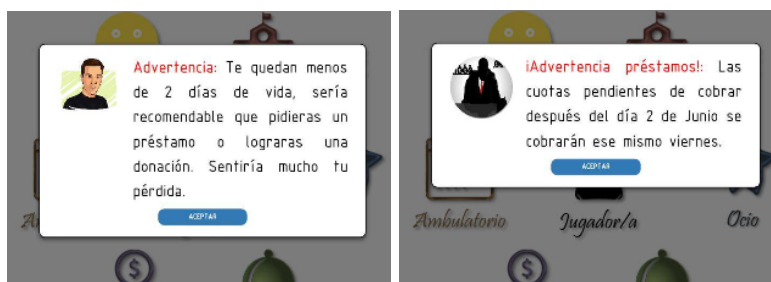 Advertencia: Te quedan menos
de 2 días de vida, sería
recomendable que pidieras un
préstamo o lograras una
donación. Sentiría mucho tu
pérdida.
ACEPTAR
¡Advertencia préstamos!: Las
cuotas pendientes de cobrar
después del día 2 de Junio se
cobrarán ese mismo viernes.
ACEPTAR
Ambulatorio
Jugador/a
Ocio